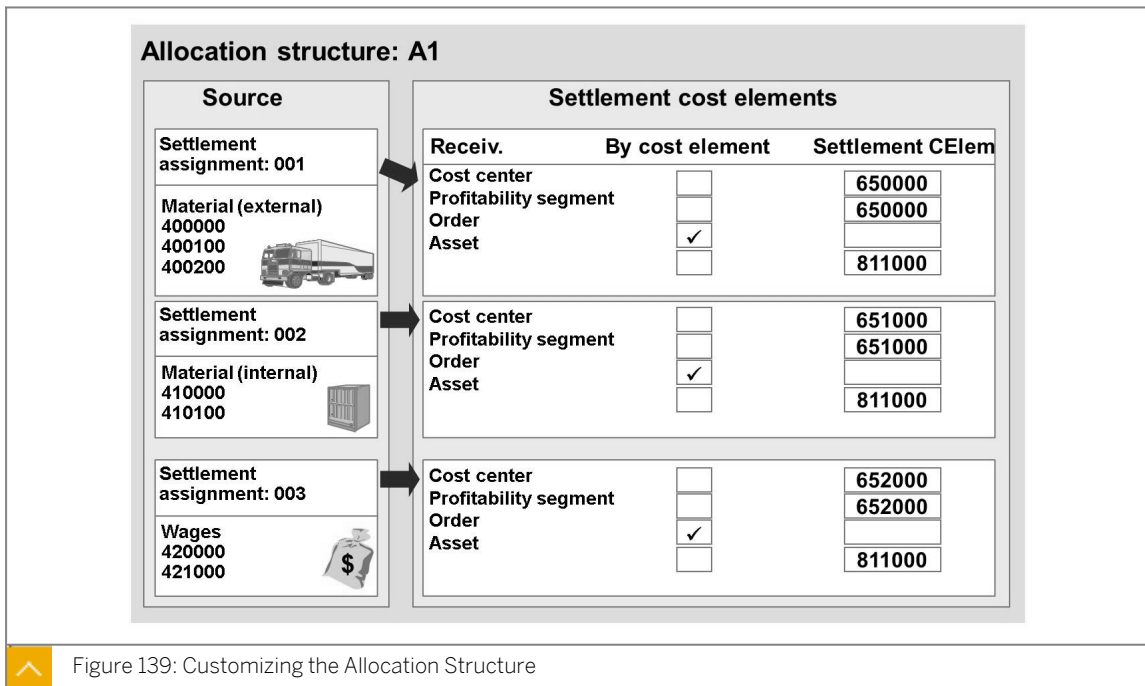 Allocation structure: A1
Source
Settlement cost elements
Settlement
assignment: 001
Material (external)
400000
400100
400200
Receiv. By cost element Settlement CElem
Cost center 650000
Profitability segment 650000
Order ✓
Asset 811000
Settlement
assignment: 002
Material (internal)
410000
410100
Cost center 651000
Profitability segment 651000
Order ✓
Asset 811000
Settlement
assignment: 003
Wages
420000
421000
$
Cost center 652000
Profitability segment 652000
Order ✓
Asset 811000
Figure 139: Customizing the Allocation Structure